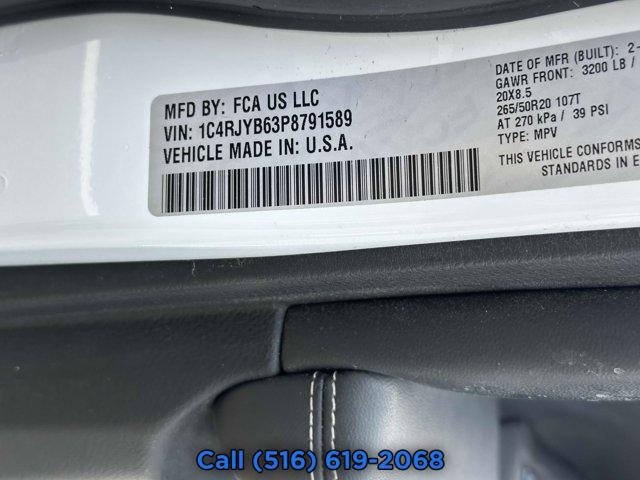 MFD BY: FCA US LLC
VIN: 1C4RJYB63P8791589
VEHICLE MADE IN: U.S.A.
DATE OF MFR (BUILT): 2-
GAWR FRONT: 3200 LB /
20X8.5
265/50R20 107T
AT 270 kPa / 39 PSI
TYPE: MPV
THIS VEHICLE CONFORMS
STANDARDS IN E
Call (516) 619-2068